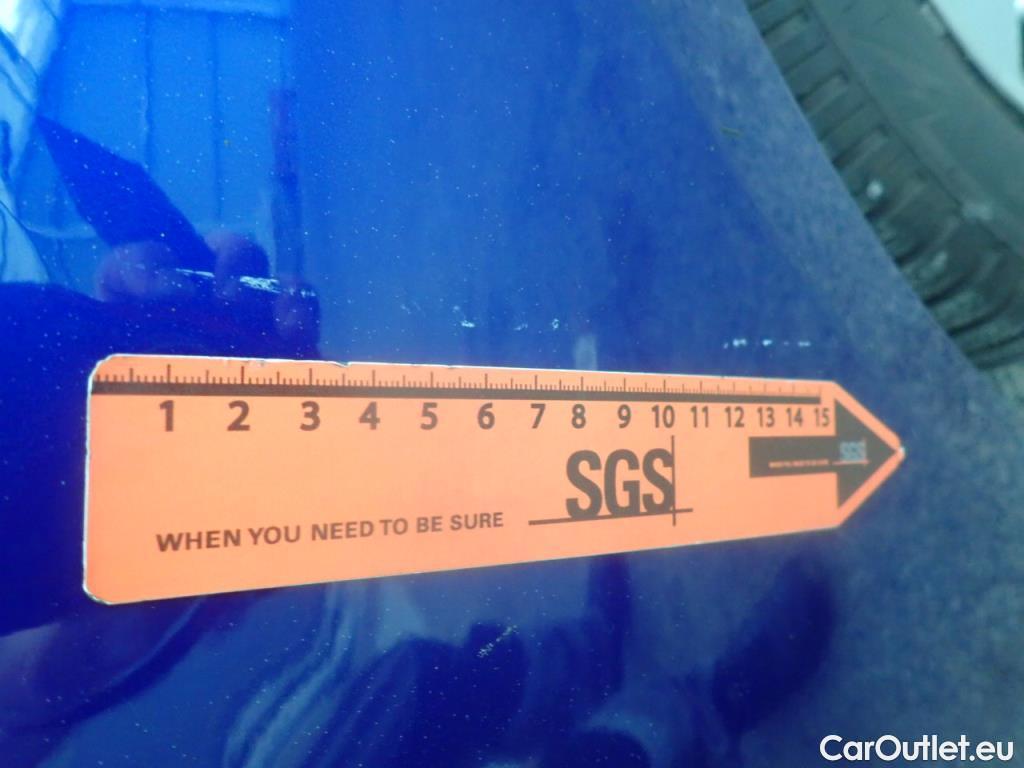 1 2 3 4 5 6 7 8 9 10 11 12 13 14 15
SGS
WHEN YOU NEED TO BE SURE
SGS
CarOutlet.eu